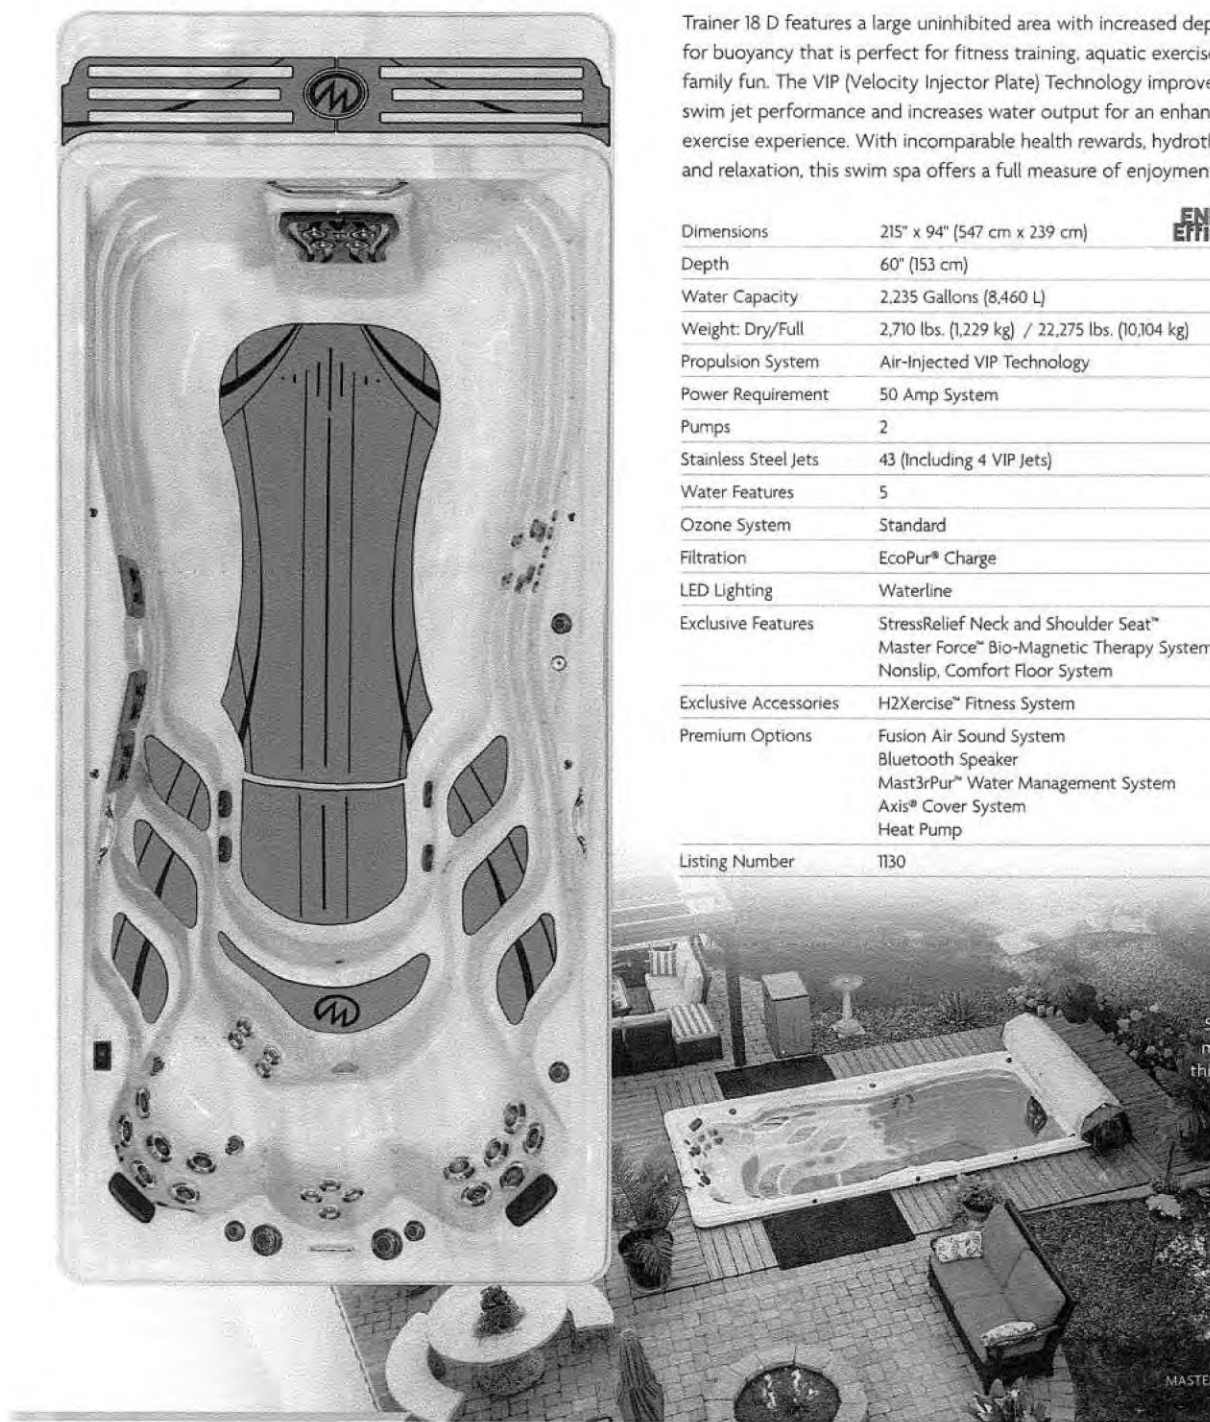 Trainer 18 D features a large uninhibited area with increased dep
for buoyancy that is perfect for fitness training, aquatic exercise
family fun. The VIP (Velocity Injector Plate) Technology improve
swim jet performance and increases water output for an enhan
exercise experience. With incomparable health rewards, hydroth
and relaxation, this swim spa offers a full measure of enjoymen
EN
Effi
Dimensions 215" x 94" (547 cm x 239 cm)
Depth 60" (153 cm)
Water Capacity 2,235 Gallons (8,460 L)
Weight: Dry/Full 2,710 lbs. (1,229 kg) / 22,275 lbs. (10,104 kg)
Propulsion System Air-Injected VIP Technology
Power Requirement 50 Amp System
Pumps 2
Stainless Steel Jets 43 (Including 4 VIP Jets)
Water Features 5
Ozone System Standard
Filtration EcoPur® Charge
LED Lighting Waterline
Exclusive Features StressRelief Neck and Shoulder Seat™
Master Force™ Bio-Magnetic Therapy System
Nonslip, Comfort Floor System
Exclusive Accessories H2Xercise™ Fitness System
Premium Options Fusion Air Sound System
Bluetooth Speaker
Mast3rPur™ Water Management System
Axis® Cover System
Heat Pump
Listing Number 1130
thi
MASTE